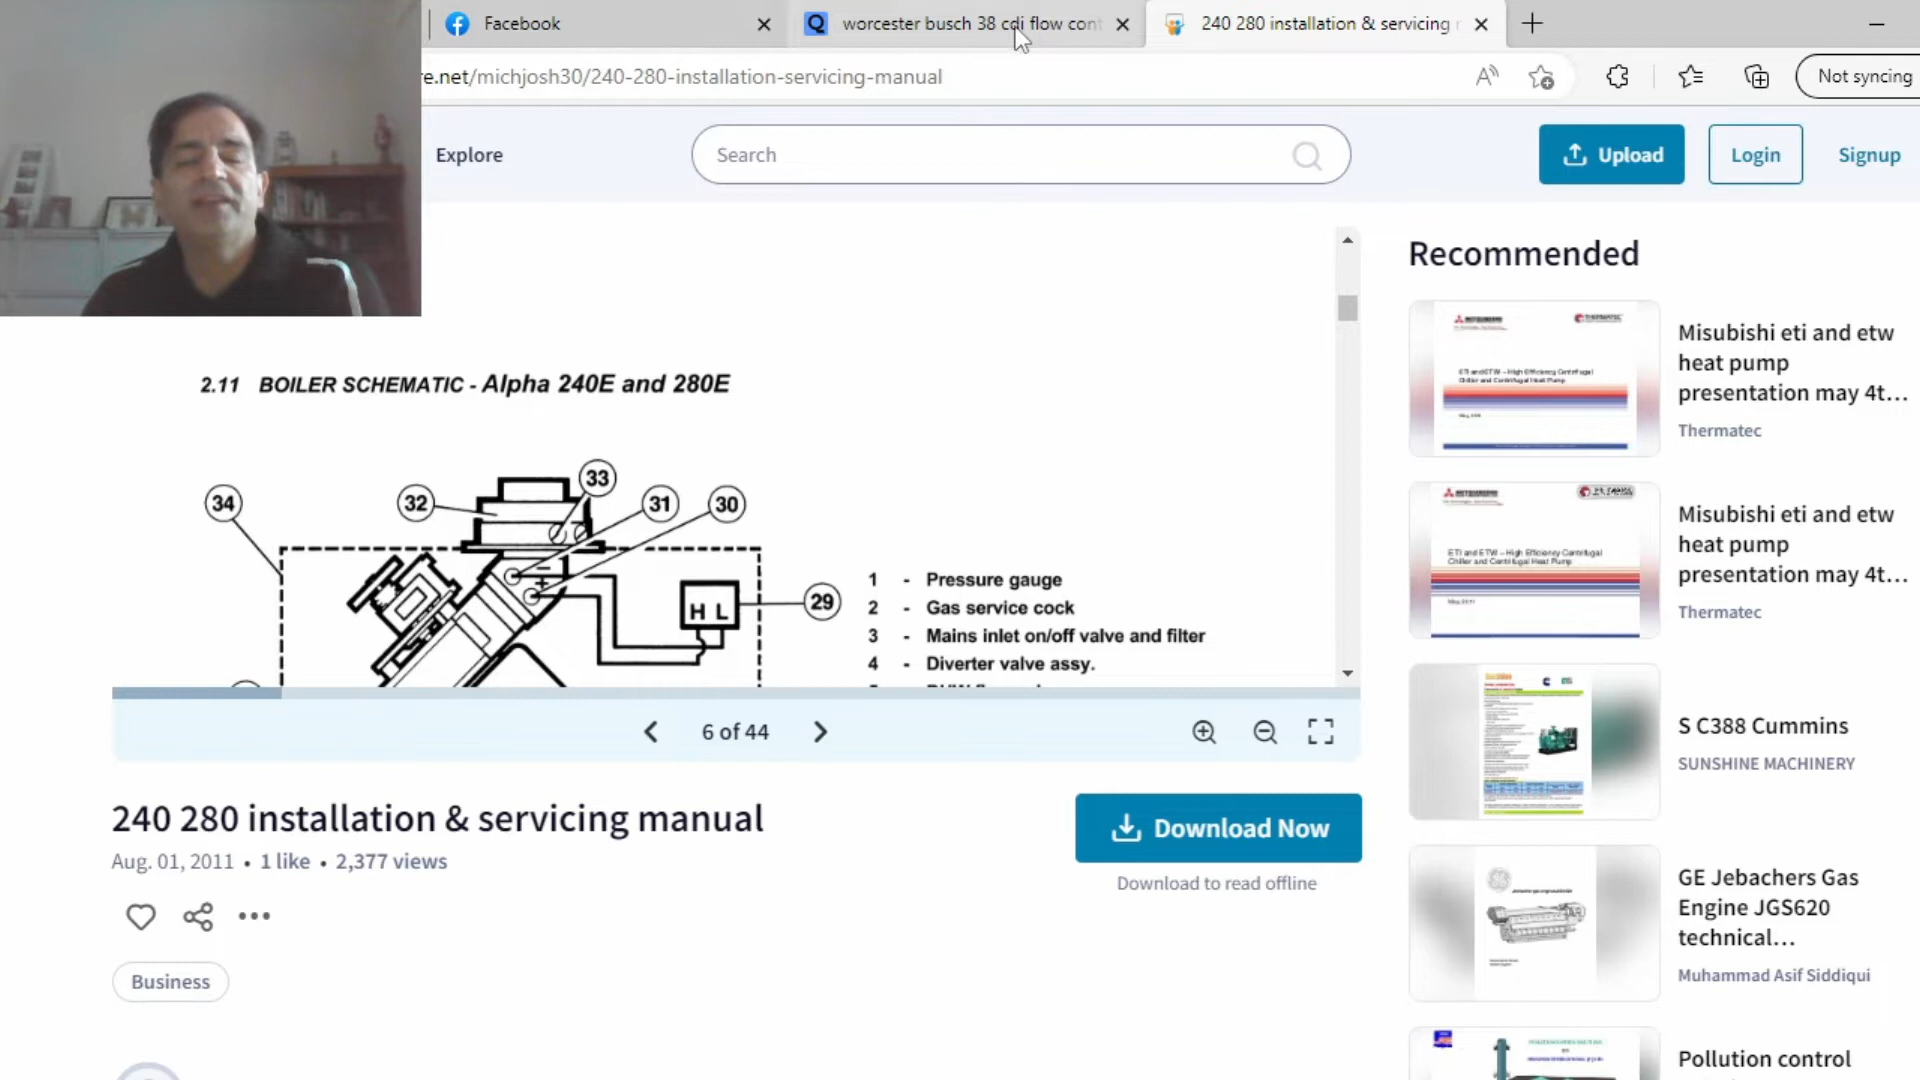 Facebook
worcester busch 38 cdi flow cont
240 280 installation & servicing
re.net/michjosh30/240-280-installation-servicing-manual
Not syncing
Explore
Search
Upload
Login
Signup
2.11 BOILER SCHEMATIC - Alpha 240E and 280E
34
32
33
31
30
29
H L
1 - Pressure gauge
2 - Gas service cock
3 - Mains inlet on/off valve and filter
4 - Diverter valve assy.
6 of 44
240 280 installation & servicing manual
Aug. 01, 2011 • 1 like • 2,377 views
Download Now
Download to read offline
Business
Recommended
Misubishi eti and etw
heat pump
presentation may 4t...
Thermatec
Misubishi eti and etw
heat pump
presentation may 4t...
Thermatec
S C388 Cummins
SUNSHINE MACHINERY
GE Jebachers Gas
Engine JGS620
technical...
Muhammad Asif Siddiqui
Pollution control